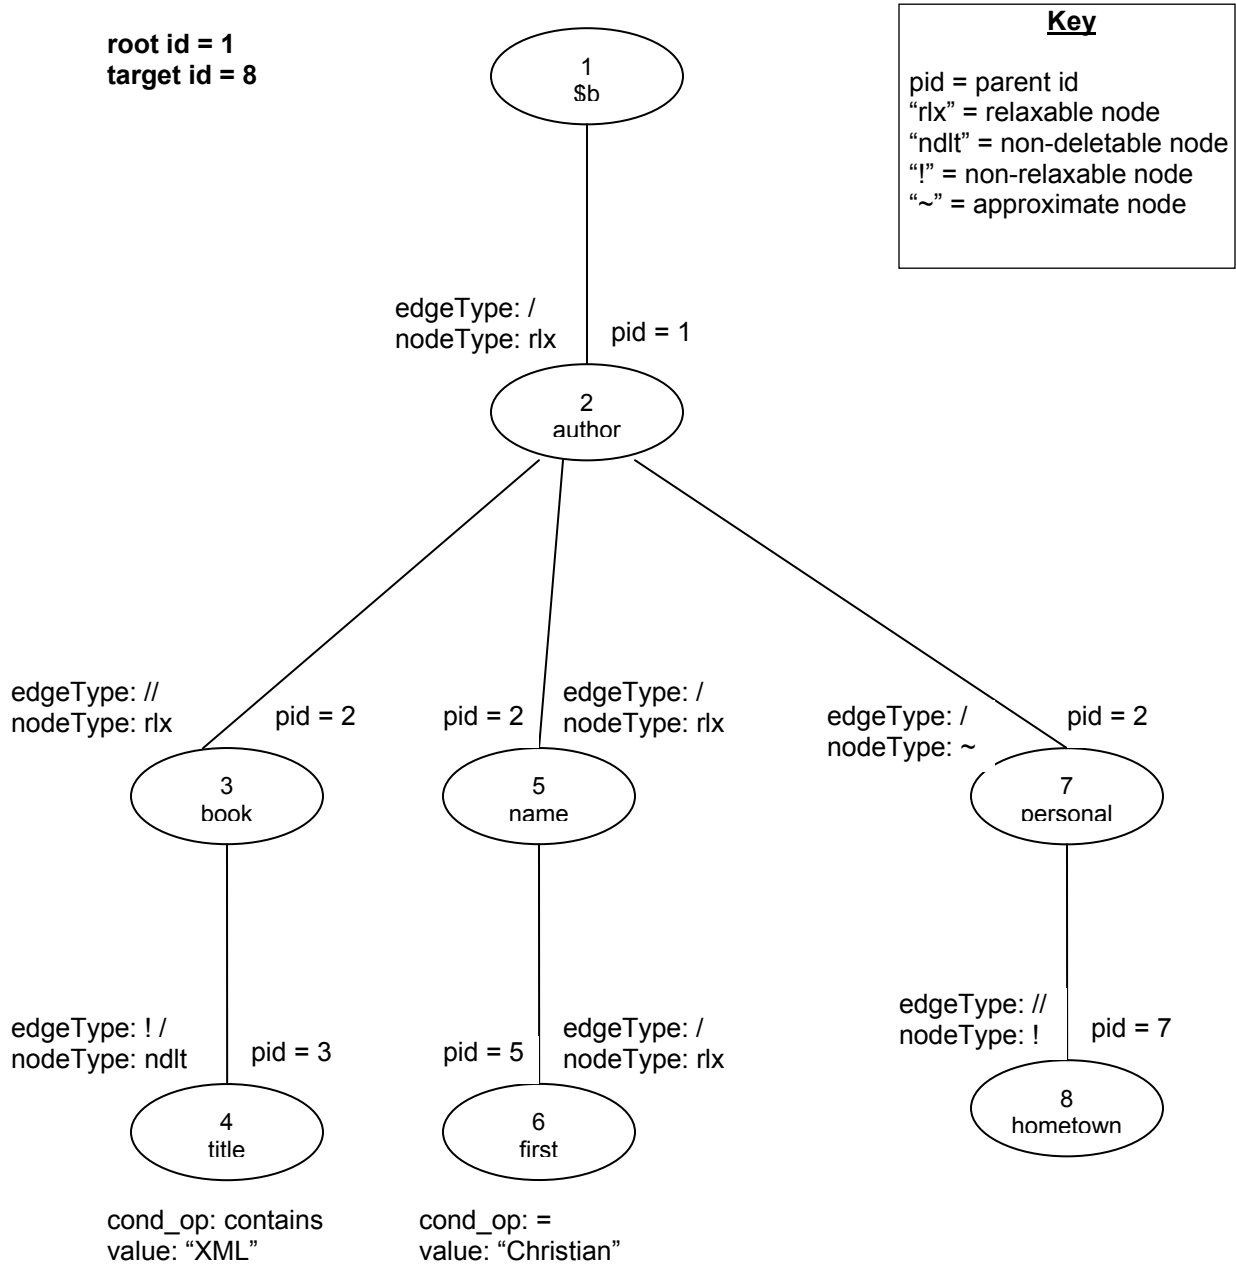 root id = 1
target id = 8
Key
pid = parent id
“rlx” = relaxable node
“ndlt” = non-deletable node
“!” = non-relaxable node
“~” = approximate node
1
$b
edgeType: /
nodeType: rlx
pid = 1
2
author
edgeType: //
nodeType: rlx
pid = 2
pid = 2
edgeType: /
nodeType: rlx
edgeType: /
nodeType: ~
pid = 2
3
book
5
name
7
personal
edgeType: ! /
nodeType: ndlt
pid = 3
pid = 5
edgeType: /
nodeType: rlx
edgeType: //
nodeType: !
pid = 7
4
title
6
first
8
hometown
cond_op: contains
value: “XML”
cond_op: =
value: “Christian”